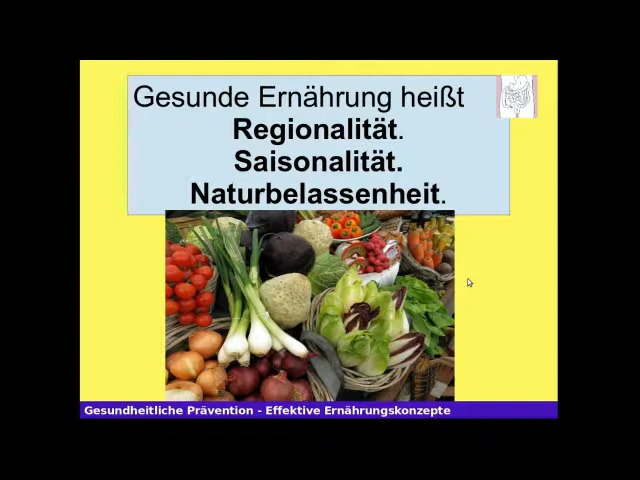 Gesunde Ernährung heißt
Regionalität.
Saisonalität.
Naturbelassenheit.
Gesundheitliche Prävention - Effektive Ernährungskonzepte